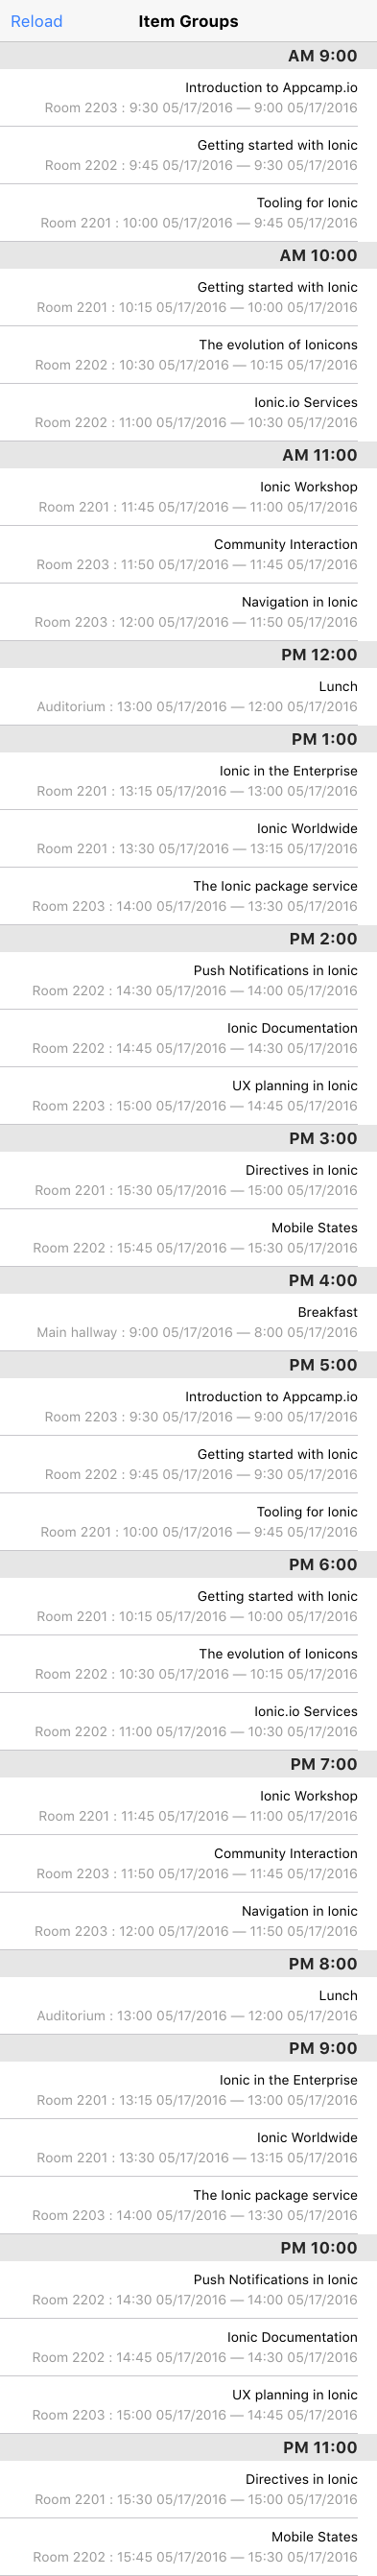 Reload
Item Groups
AM 9:00
Introduction to Appcamp.io
Room 2203 : 9:30 05/17/2016 — 9:00 05/17/2016
Getting started with Ionic
Room 2202 : 9:45 05/17/2016 — 9:30 05/17/2016
Tooling for Ionic
Room 2201 : 10:00 05/17/2016 — 9:45 05/17/2016
AM 10:00
Getting started with Ionic
Room 2201 : 10:15 05/17/2016 — 10:00 05/17/2016
The evolution of Ionicons
Room 2202 : 10:30 05/17/2016 — 10:15 05/17/2016
Ionic.io Services
Room 2202 : 11:00 05/17/2016 — 10:30 05/17/2016
AM 11:00
Ionic Workshop
Room 2201 : 11:45 05/17/2016 — 11:00 05/17/2016
Community Interaction
Room 2203 : 11:50 05/17/2016 — 11:45 05/17/2016
Navigation in Ionic
Room 2203 : 12:00 05/17/2016 — 11:50 05/17/2016
PM 12:00
Lunch
Auditorium : 13:00 05/17/2016 — 12:00 05/17/2016
PM 1:00
Ionic in the Enterprise
Room 2201 : 13:15 05/17/2016 — 13:00 05/17/2016
Ionic Worldwide
Room 2201 : 13:30 05/17/2016 — 13:15 05/17/2016
The Ionic package service
Room 2203 : 14:00 05/17/2016 — 13:30 05/17/2016
PM 2:00
Push Notifications in Ionic
Room 2202 : 14:30 05/17/2016 — 14:00 05/17/2016
Ionic Documentation
Room 2202 : 14:45 05/17/2016 — 14:30 05/17/2016
UX planning in Ionic
Room 2203 : 15:00 05/17/2016 — 14:45 05/17/2016
PM 3:00
Directives in Ionic
Room 2201 : 15:30 05/17/2016 — 15:00 05/17/2016
Mobile States
Room 2202 : 15:45 05/17/2016 — 15:30 05/17/2016
PM 4:00
Breakfast
Main hallway : 9:00 05/17/2016 — 8:00 05/17/2016
PM 5:00
Introduction to Appcamp.io
Room 2203 : 9:30 05/17/2016 — 9:00 05/17/2016
Getting started with Ionic
Room 2202 : 9:45 05/17/2016 — 9:30 05/17/2016
Tooling for Ionic
Room 2201 : 10:00 05/17/2016 — 9:45 05/17/2016
PM 6:00
Getting started with Ionic
Room 2201 : 10:15 05/17/2016 — 10:00 05/17/2016
The evolution of Ionicons
Room 2202 : 10:30 05/17/2016 — 10:15 05/17/2016
Ionic.io Services
Room 2202 : 11:00 05/17/2016 — 10:30 05/17/2016
PM 7:00
Ionic Workshop
Room 2201 : 11:45 05/17/2016 — 11:00 05/17/2016
Community Interaction
Room 2203 : 11:50 05/17/2016 — 11:45 05/17/2016
Navigation in Ionic
Room 2203 : 12:00 05/17/2016 — 11:50 05/17/2016
PM 8:00
Lunch
Auditorium : 13:00 05/17/2016 — 12:00 05/17/2016
PM 9:00
Ionic in the Enterprise
Room 2201 : 13:15 05/17/2016 — 13:00 05/17/2016
Ionic Worldwide
Room 2201 : 13:30 05/17/2016 — 13:15 05/17/2016
The Ionic package service
Room 2203 : 14:00 05/17/2016 — 13:30 05/17/2016
PM 10:00
Push Notifications in Ionic
Room 2202 : 14:30 05/17/2016 — 14:00 05/17/2016
Ionic Documentation
Room 2202 : 14:45 05/17/2016 — 14:30 05/17/2016
UX planning in Ionic
Room 2203 : 15:00 05/17/2016 — 14:45 05/17/2016
PM 11:00
Directives in Ionic
Room 2201 : 15:30 05/17/2016 — 15:00 05/17/2016
Mobile States
Room 2202 : 15:45 05/17/2016 — 15:30 05/17/2016